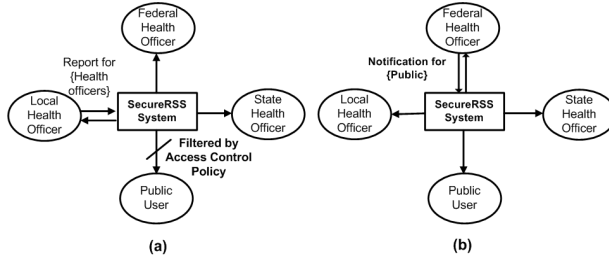 Federal
Health
Officer
Report for
{Health
officers}
Local
Health
Officer
SecureRSS
System
State
Health
Officer
Filtered by
Access Control
Policy
Public
User
(a)
Federal
Health
Officer
Notification for
{Public}
Local
Health
Officer
SecureRSS
System
State
Health
Officer
Public
User
(b)